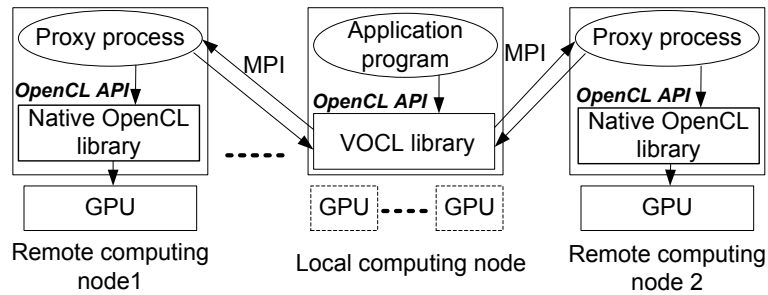 Proxy process
OpenCL API
Native OpenCL
library
GPU
Remote computing
node1
MPI
Application
program
OpenCL API
VOCL library
GPU
GPU
Local computing node
MPI
Proxy process
OpenCL API
Native OpenCL
library
GPU
Remote computing
node 2